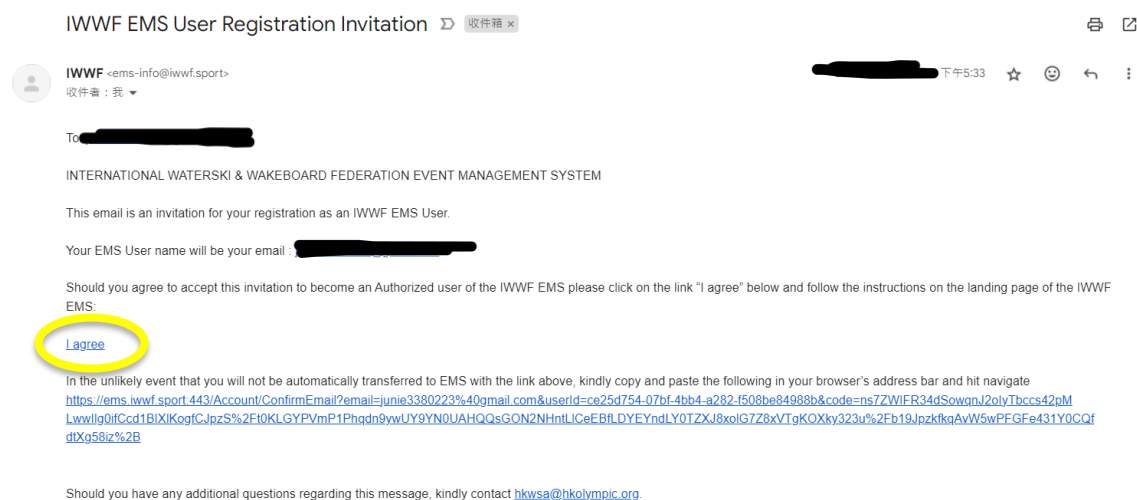 IWWF EMS User Registration Invitation 收件箱 ×
IWWF <ems-info@iwwf.sport> 下午5:33
收件者：我
To
INTERNATIONAL WATERSKI & WAKEBOARD FEDERATION EVENT MANAGEMENT SYSTEM
This email is an invitation for your registration as an IWWF EMS User.
Your EMS User name will be your email :
Should you agree to accept this invitation to become an Authorized user of the IWWF EMS please click on the link “I agree” below and follow the instructions on the landing page of the IWWF
EMS:
I agree
In the unlikely event that you will not be automatically transferred to EMS with the link above, kindly copy and paste the following in your browser’s address bar and hit navigate
https://ems.iwwf.sport:443/Account/ConfirmEmail?email=junie3380223%40gmail.com&userId=ce25d754-07bf-4bb4-a282-f508be84988b&code=ns7ZWIFR34dSowqnJ2oIyTbccs42pM
LwwIlg0ifCcd1BIXIKogfCJpzS%2Ft0KLGYPVmP1Phqdn9ywUY9YN0UAHQQsGON2NHntLICeEBfLDYEYndLY0TZXJ8xolG7Z8xVTgKOXky323u%2Fb19JpzkfkqAvW5wPFGFe431Y0CQf
dtXg58iz%2B
Should you have any additional questions regarding this message, kindly contact hkwsa@hkolympic.org.